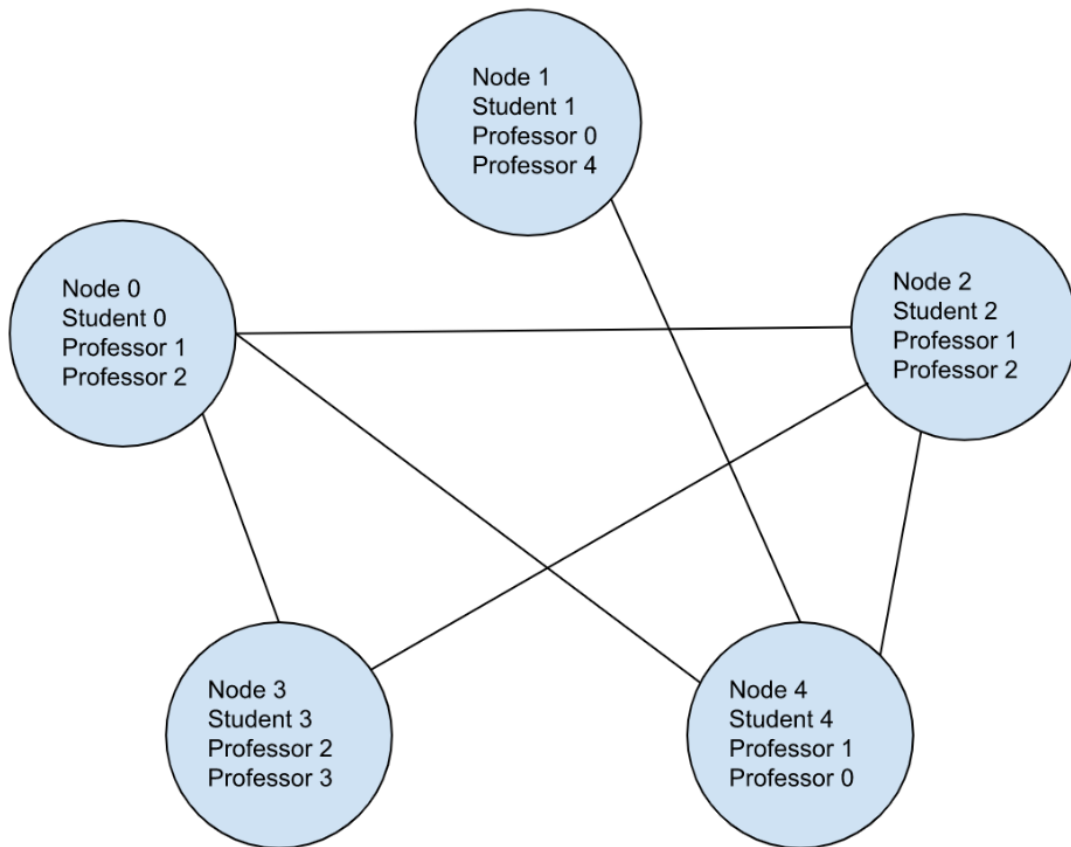 Node 1
Student 1
Professor 0
Professor 4
Node 0
Student 0
Professor 1
Professor 2
Node 2
Student 2
Professor 1
Professor 2
Node 3
Student 3
Professor 2
Professor 3
Node 4
Student 4
Professor 1
Professor 0